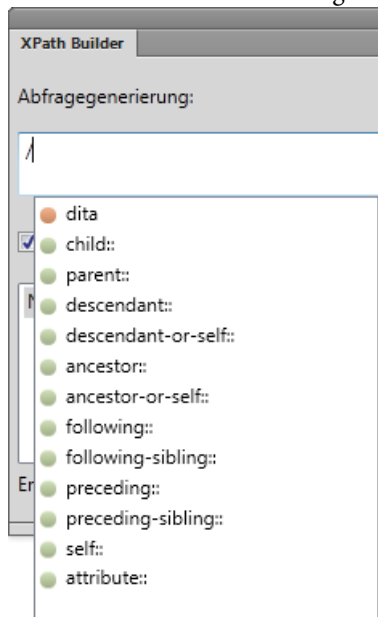 XPath Builder
Abfragegenerierung:
/
dita
child::
parent::
descendant::
descendant-or-self::
ancestor::
ancestor-or-self::
following::
following-sibling::
preceding::
Er
preceding-sibling::
self::
attribute::